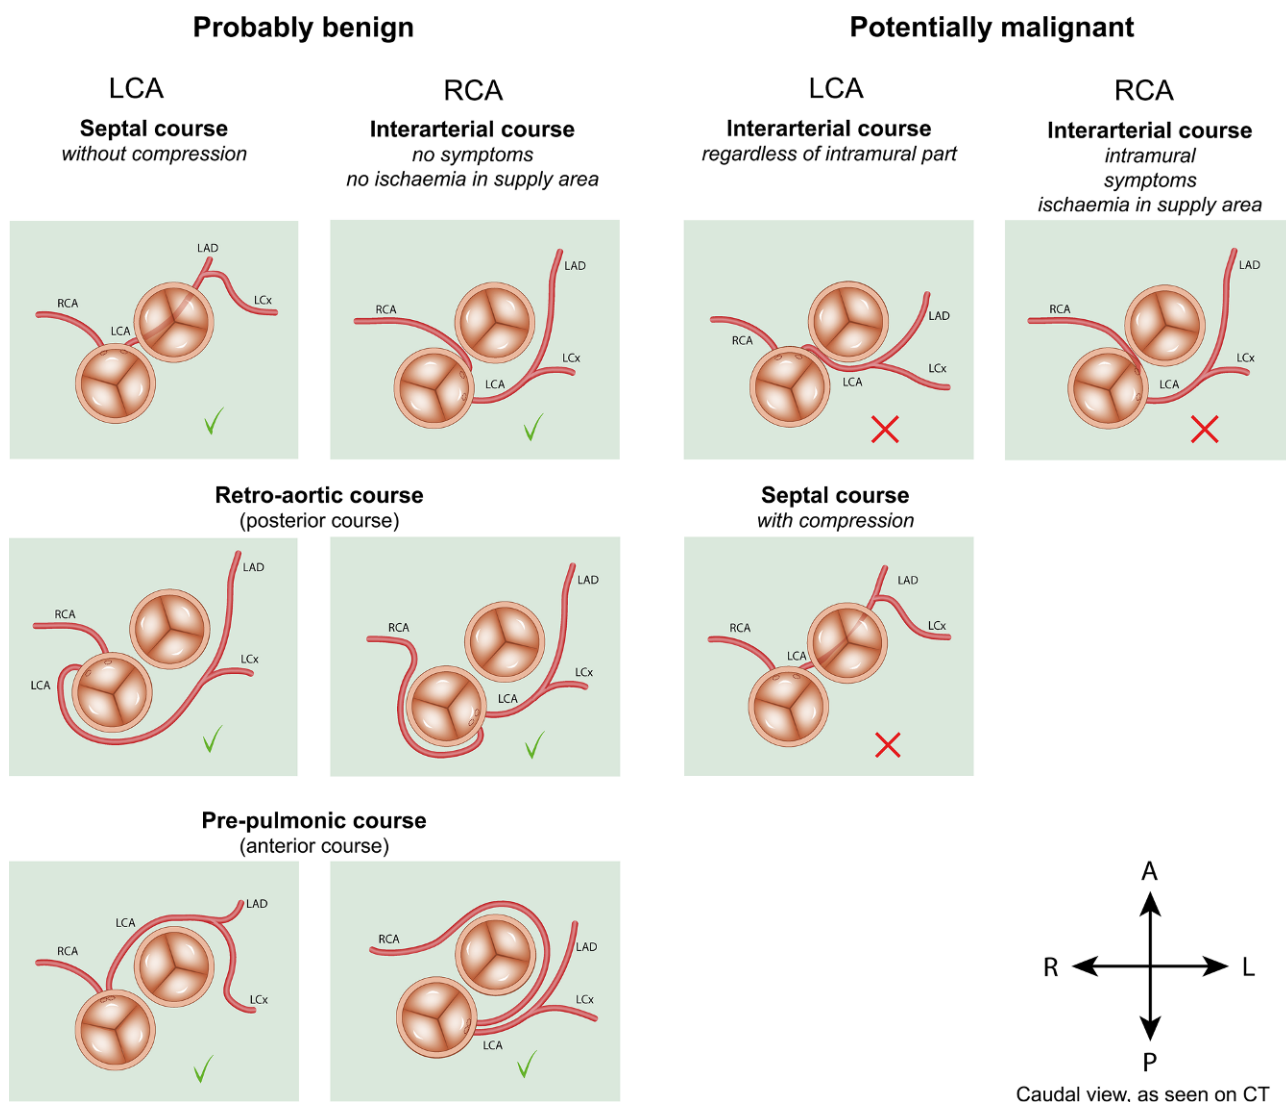 Probably benign
Potentially malignant
LCA
RCA
LCA
RCA
Septal course
without compression
Interarterial course
no symptoms
no ischaemia in supply area
Interarterial course
regardless of intramural part
Interarterial course
intramural
symptoms
ischaemia in supply area
LAD
RCA
LCA
LCx
LAD
RCA
LCx
LCA
LAD
RCA
LCA
LCx
LAD
RCA
LCx
LCA
Retro-aortic course
(posterior course)
Septal course
with compression
LAD
RCA
LCx
LCA
LAD
RCA
LCx
LCA
LAD
RCA
LCx
LCA
Pre-pulmonic course
(anterior course)
LAD
LCA
RCA
LCx
RCA
LAD
LCx
LCA
A
R
L
P
Caudal view, as seen on CT